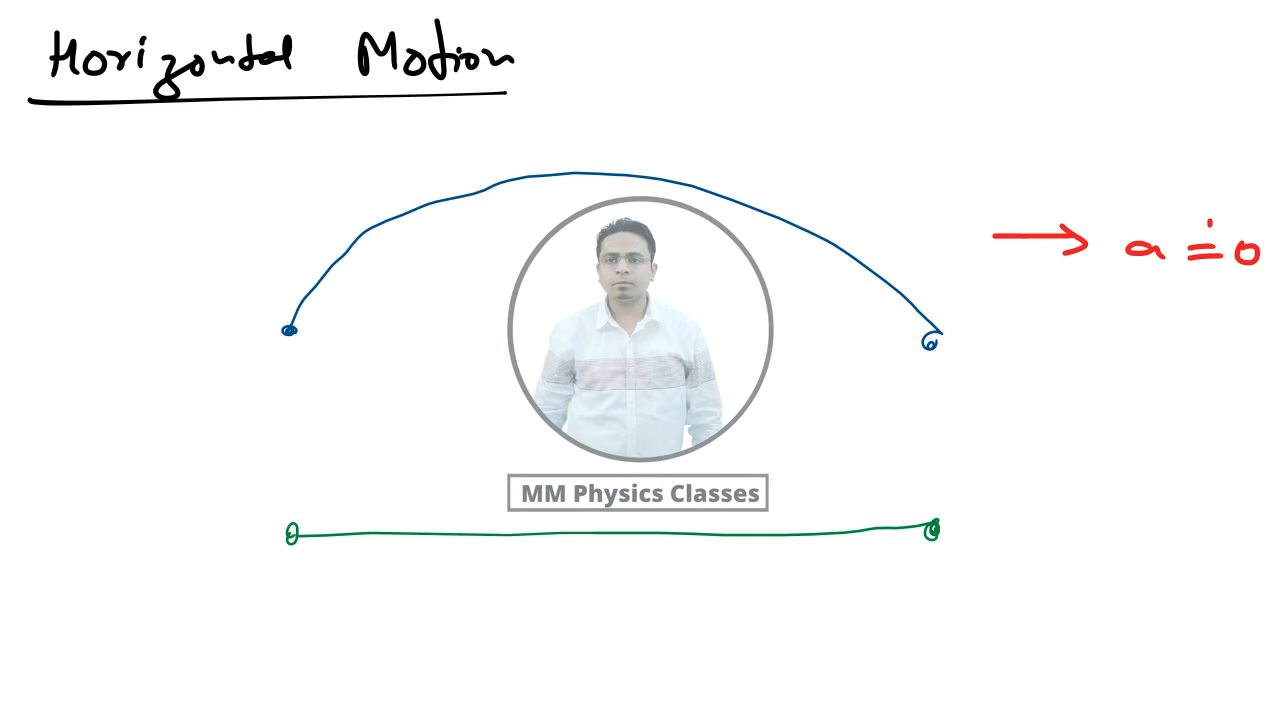 Horizontal Motion
→ a = 0
MM Physics Classes